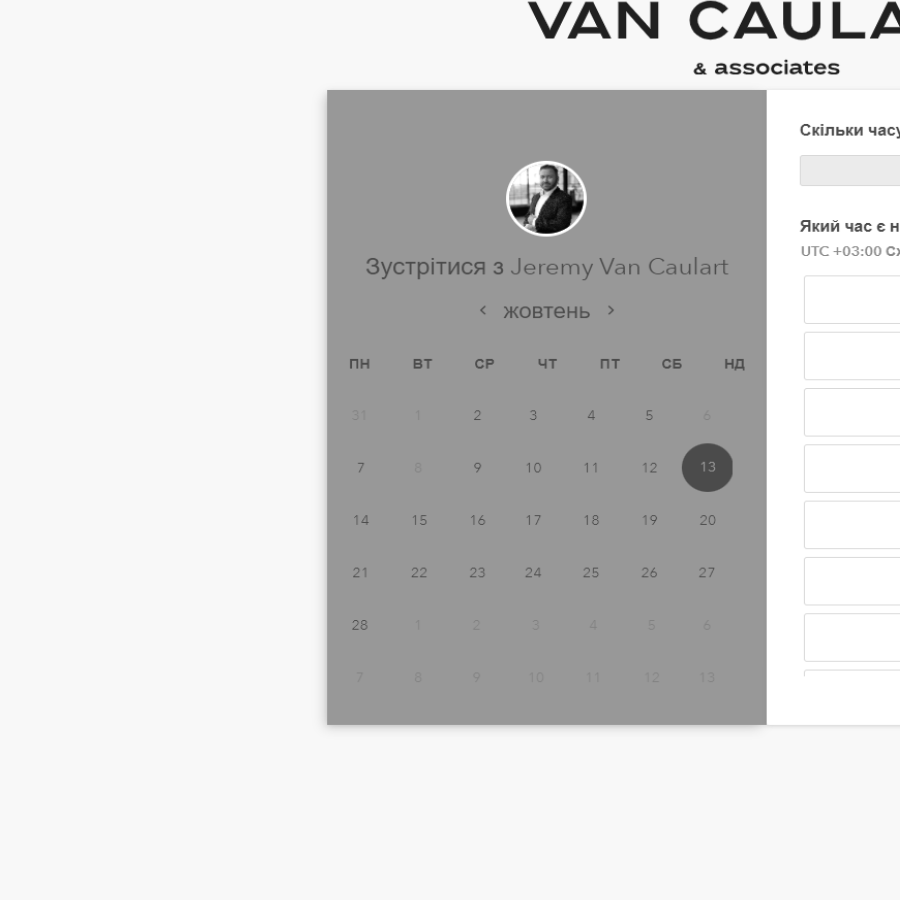 VAN CAULA
& associates
Зустрітися з Jeremy Van Caulart
жовтень
ПН ВТ СР ЧТ ПТ СБ НД
31 1 2 3 4 5 6
7 8 9 10 11 12 13
14 15 16 17 18 19 20
21 22 23 24 25 26 27
28 1 2 3 4 5 6
7 8 9 10 11 12 13
Скільки часу
Який час є н
UTC +03:00 Сх